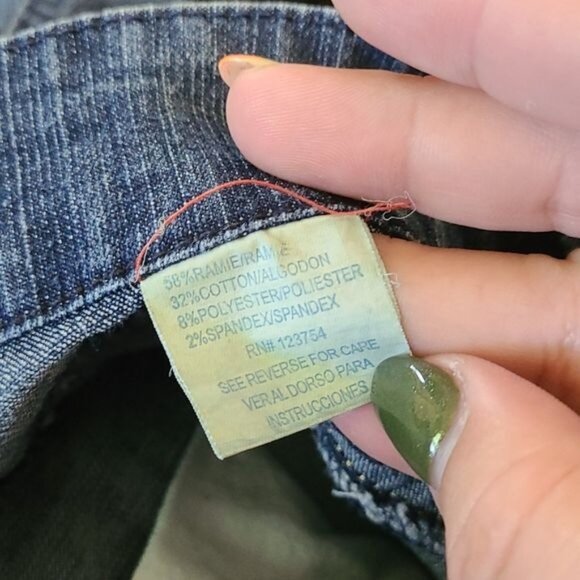 58%RAMIE/RAMIE
32%COTTON/ALGODON
8%POLYESTER/POLIESTER
2%SPANDEX/SPANDEX
RN# 123754
SEE REVERSE FOR CARE
VER AL DORSO PARA
INSTRUCCIONES